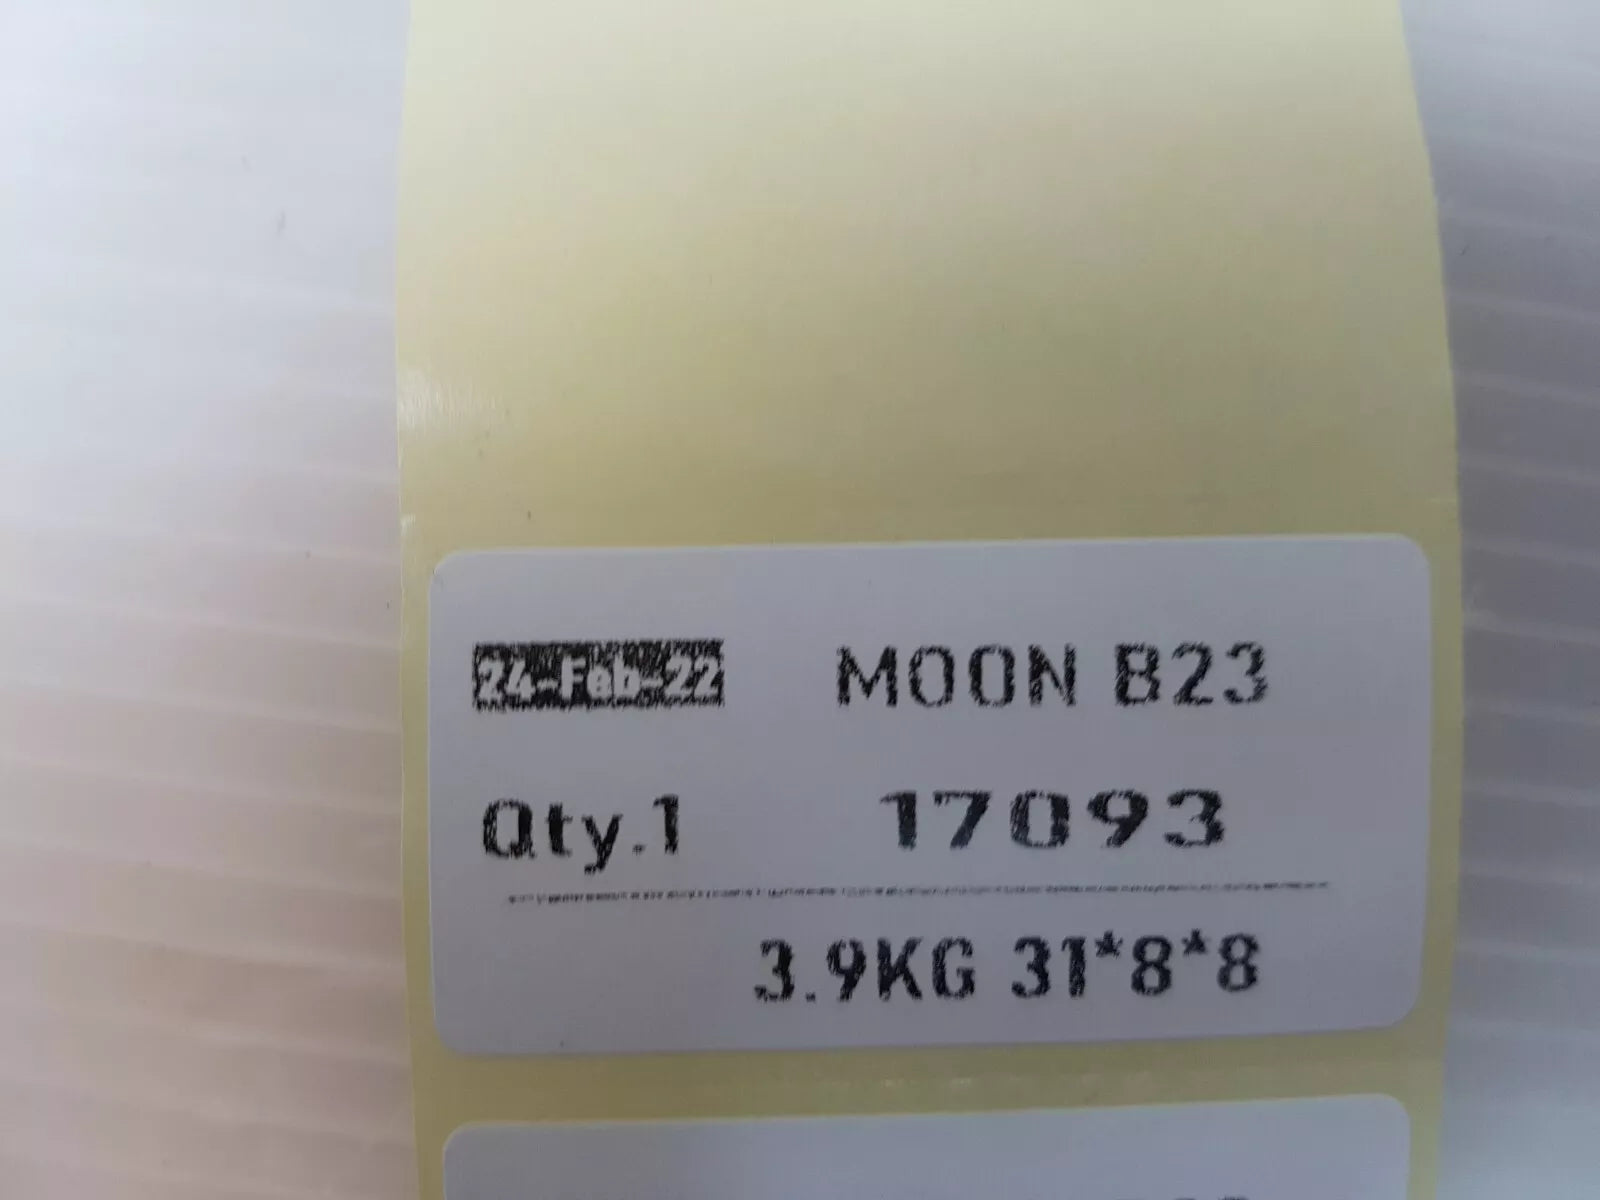 24-Feb-22 MOON B23
Qty.1 17093
3.9KG 31*8*8